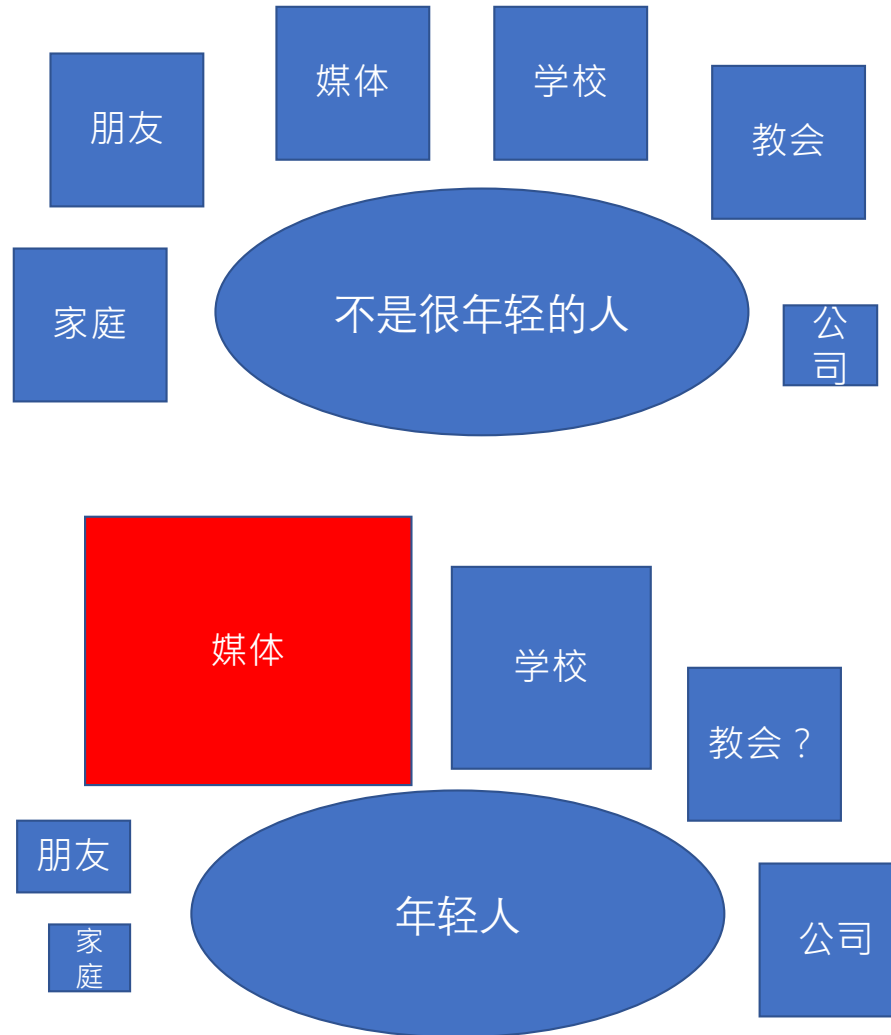 媒体
学校
朋友
教会
不是很年轻的人
家庭
公
司
媒体
学校
教会？
朋友
年轻人
家
庭
公司